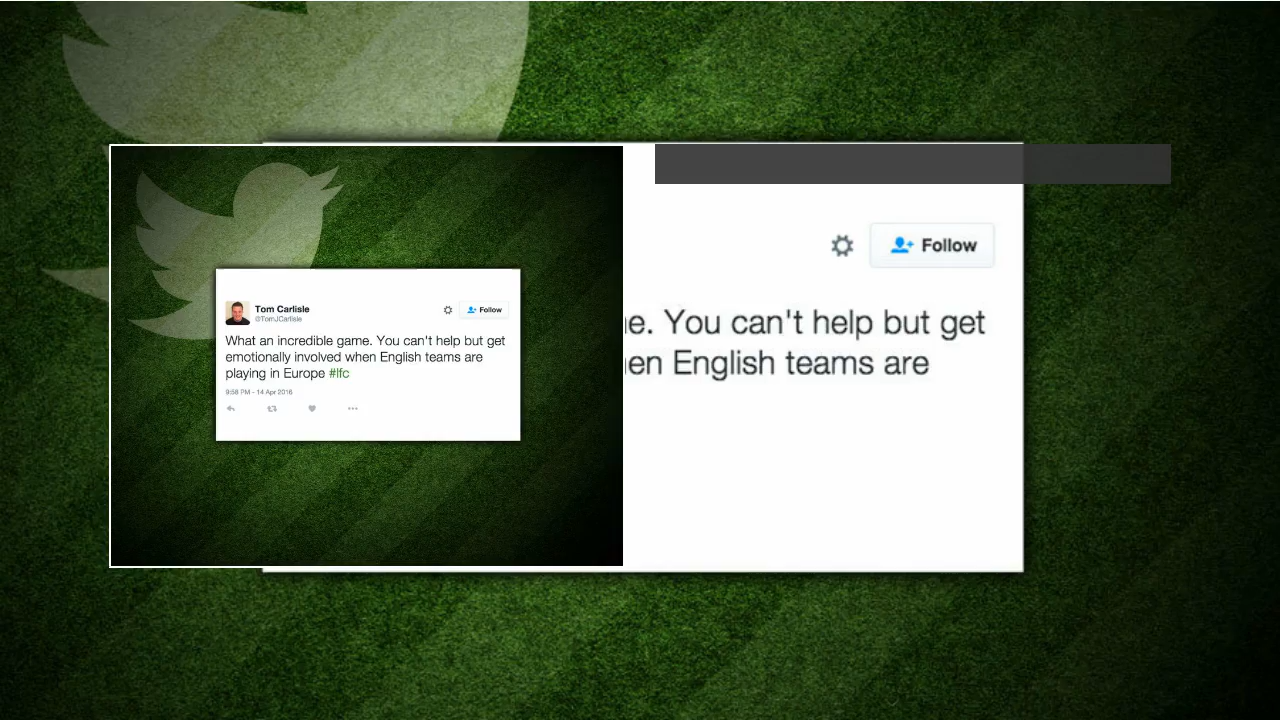 Tom Carlisle
@TomJCarlisle
Follow
What an incredible game. You can't help but get
emotionally involved when English teams are
playing in Europe #lfc
9:58 PM - 14 Apr 2016
Follow
e. You can't help but get
en English teams are